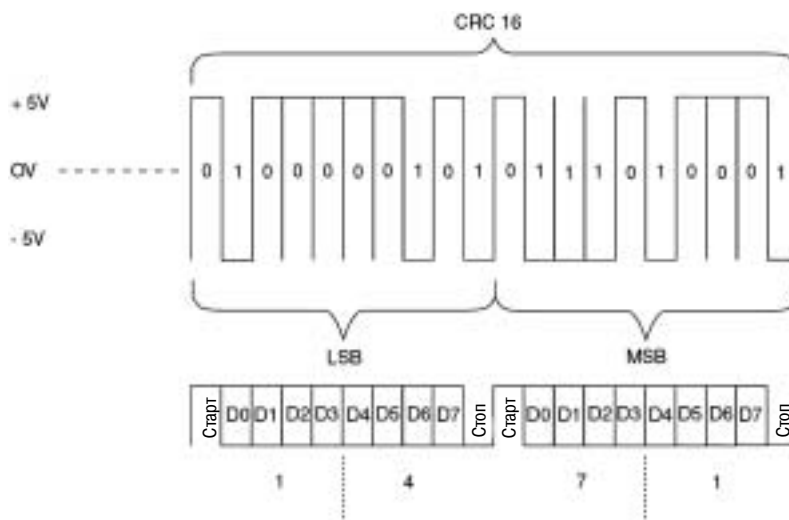 CRC 16
+ 5V
0V
- 5V
0 1 0 0 0 0 0 1 0 1 0 1 1 1 0 1 0 0 0 1
LSB MSB
Старт D0 D1 D2 D3 D4 D5 D6 D7 Стоп Старт D0 D1 D2 D3 D4 D5 D6 D7 Стоп
1 4 7 1